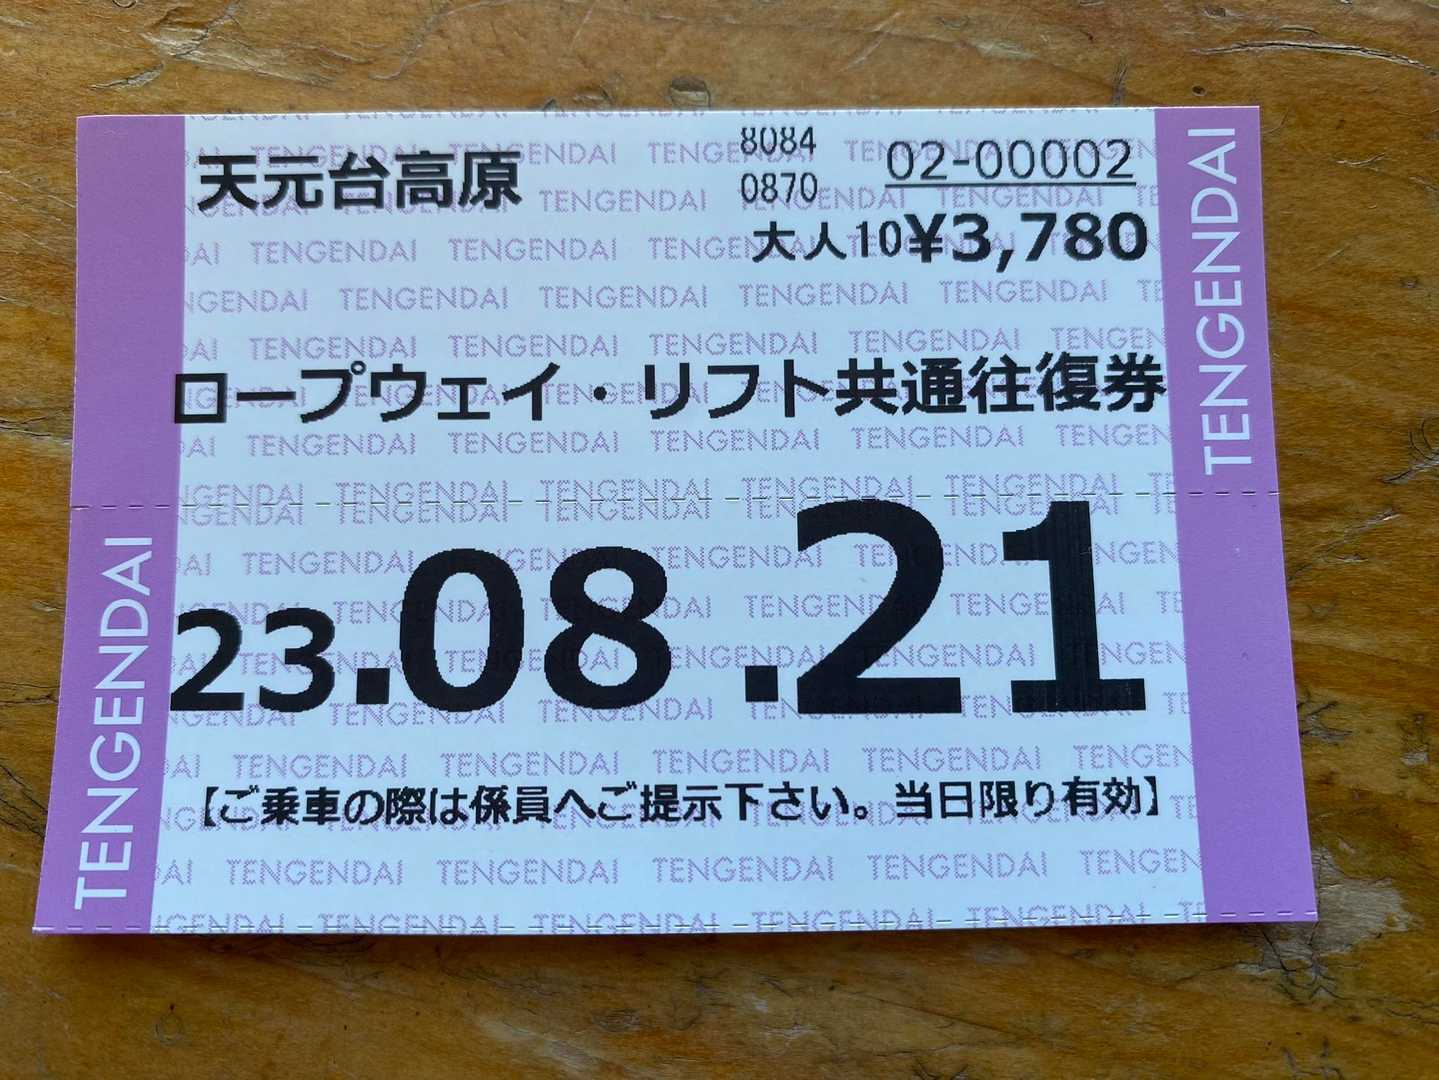 天元台高原
8084
0870
02-00002
大人10¥3,780
ロープウェイ・リフト共通往復券
23.08.21
【ご乗車の際は係員へご提示下さい。当日限り有効】
TENGENDAI
TENGENDAI